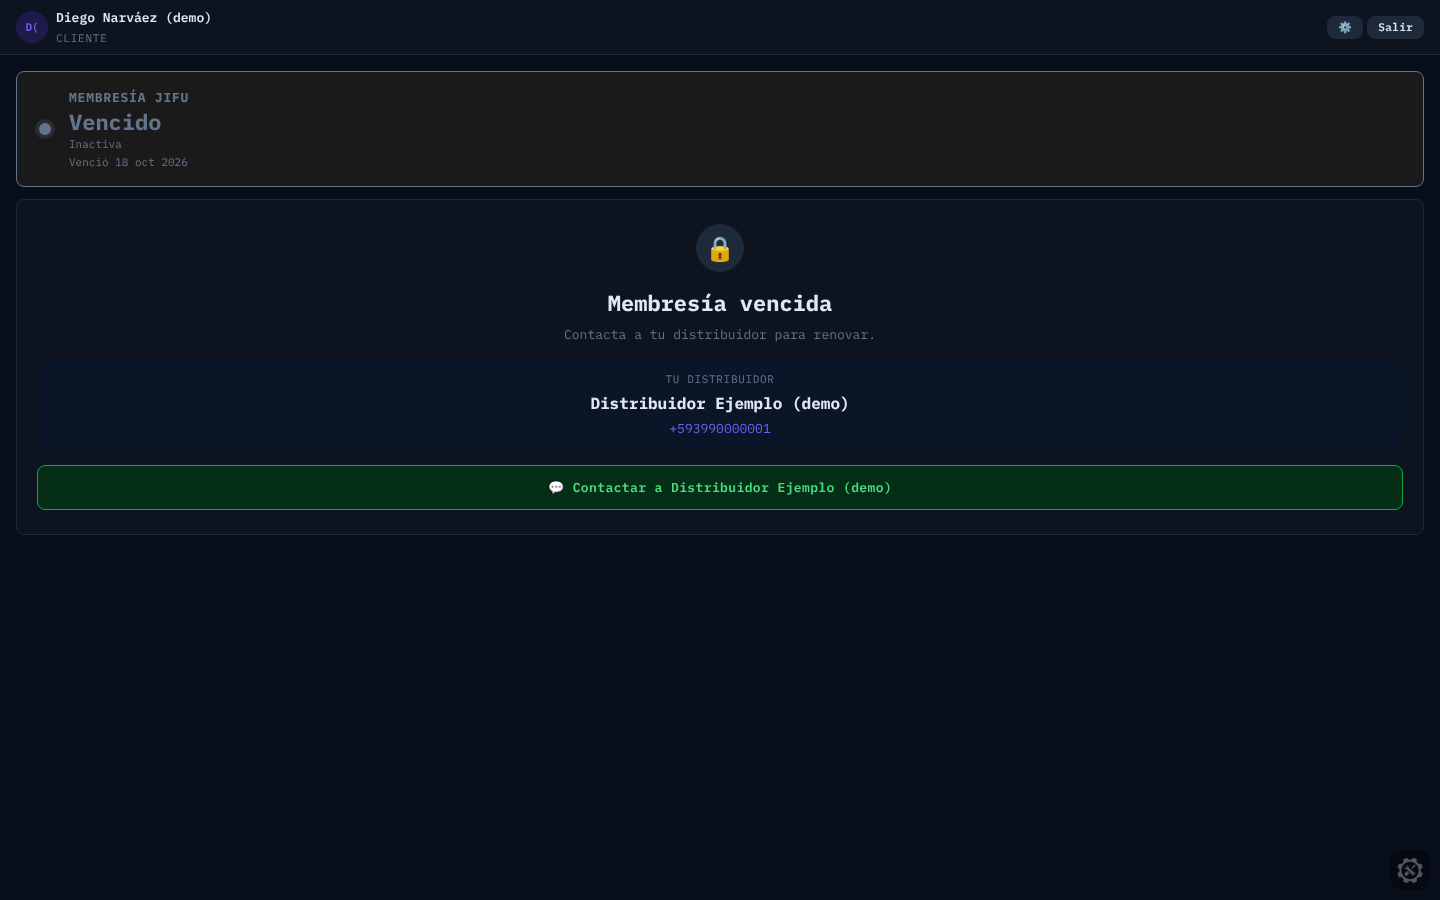 D(
Diego Narváez (demo)
CLIENTE
⚙️
Salir
MEMBRESÍA JIFU
Vencido
Inactiva
Venció 18 oct 2026
Membresía vencida
Contacta a tu distribuidor para renovar.
TU DISTRIBUIDOR
Distribuidor Ejemplo (demo)
+593990000001
💬 Contactar a Distribuidor Ejemplo (demo)